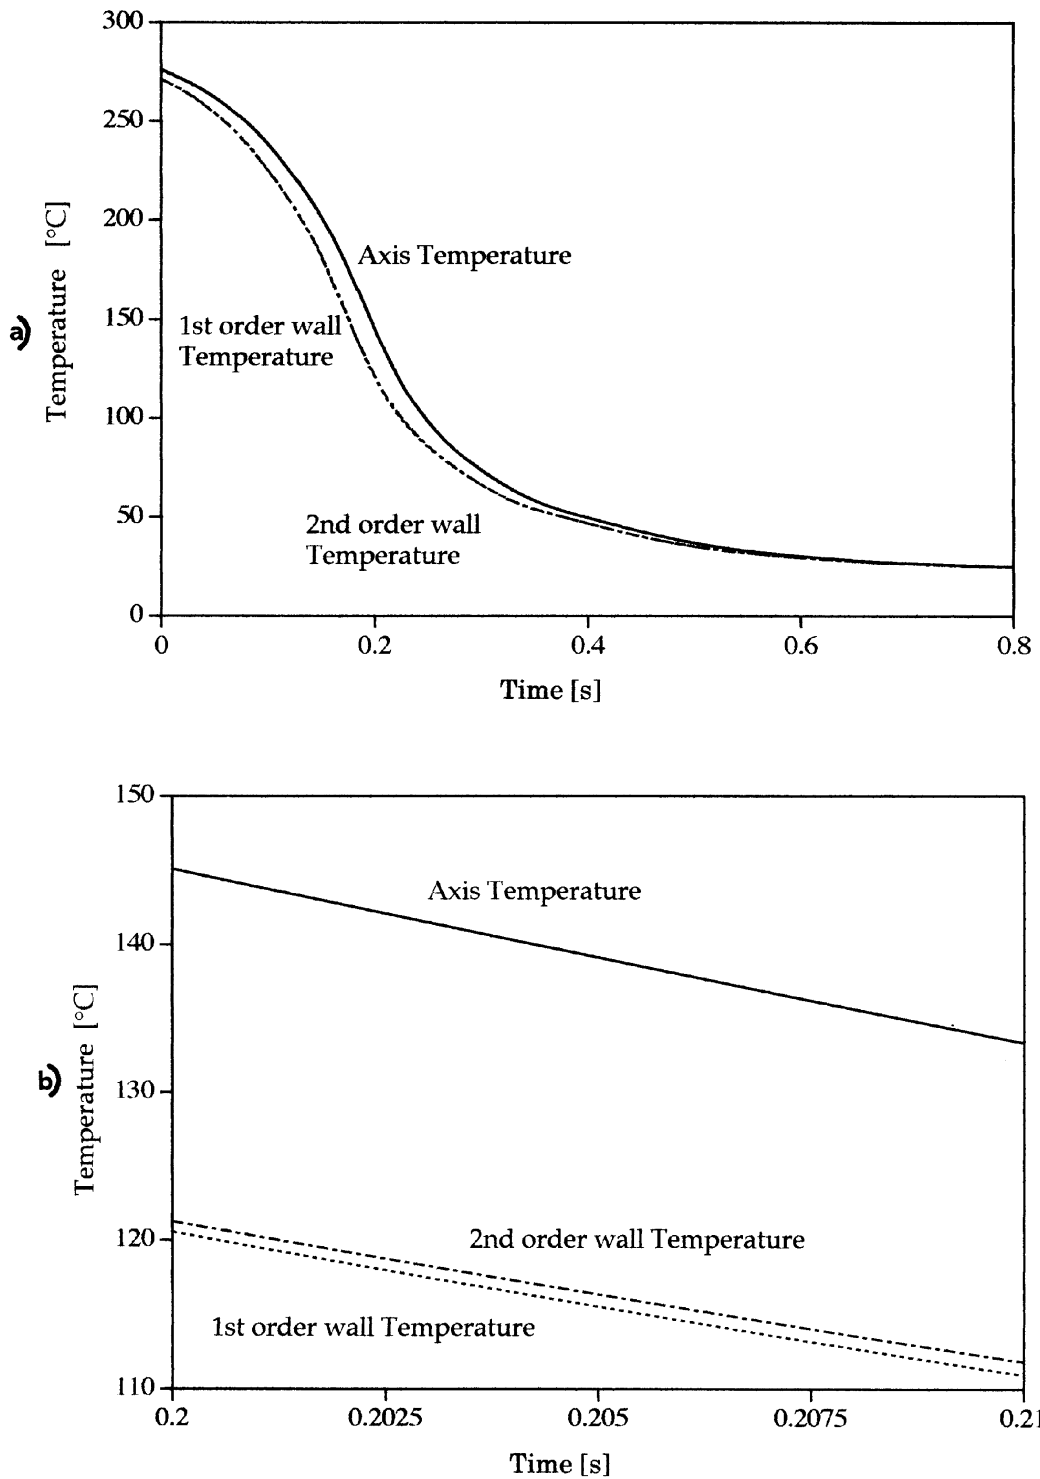 300
250
200
150
100
50
0
Temperature [°C]
a)
Axis Temperature
1st order wall
Temperature
2nd order wall
Temperature
0 0.2 0.4 0.6 0.8
Time [s]
150
140
130
120
110
Temperature [°C]
b)
Axis Temperature
2nd order wall Temperature
1st order wall Temperature
0.2 0.2025 0.205 0.2075 0.21
Time [s]